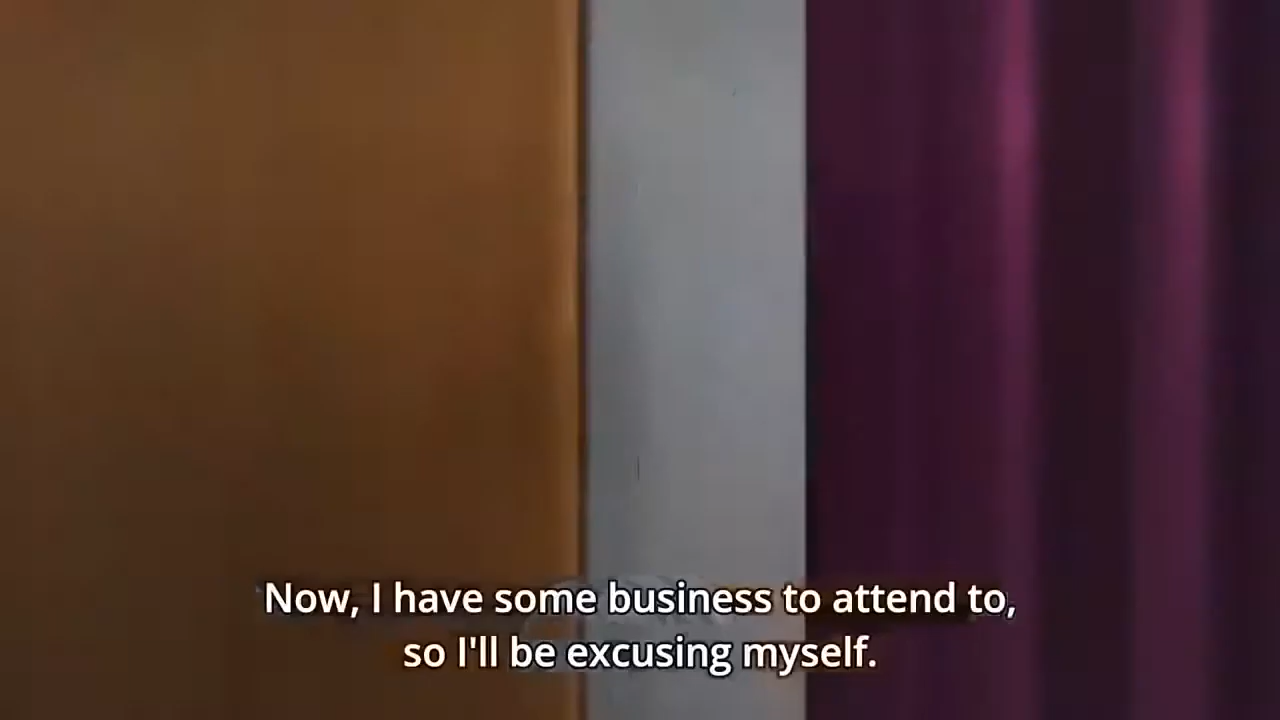 Now, I have some business to attend to,
so I'll be excusing myself.